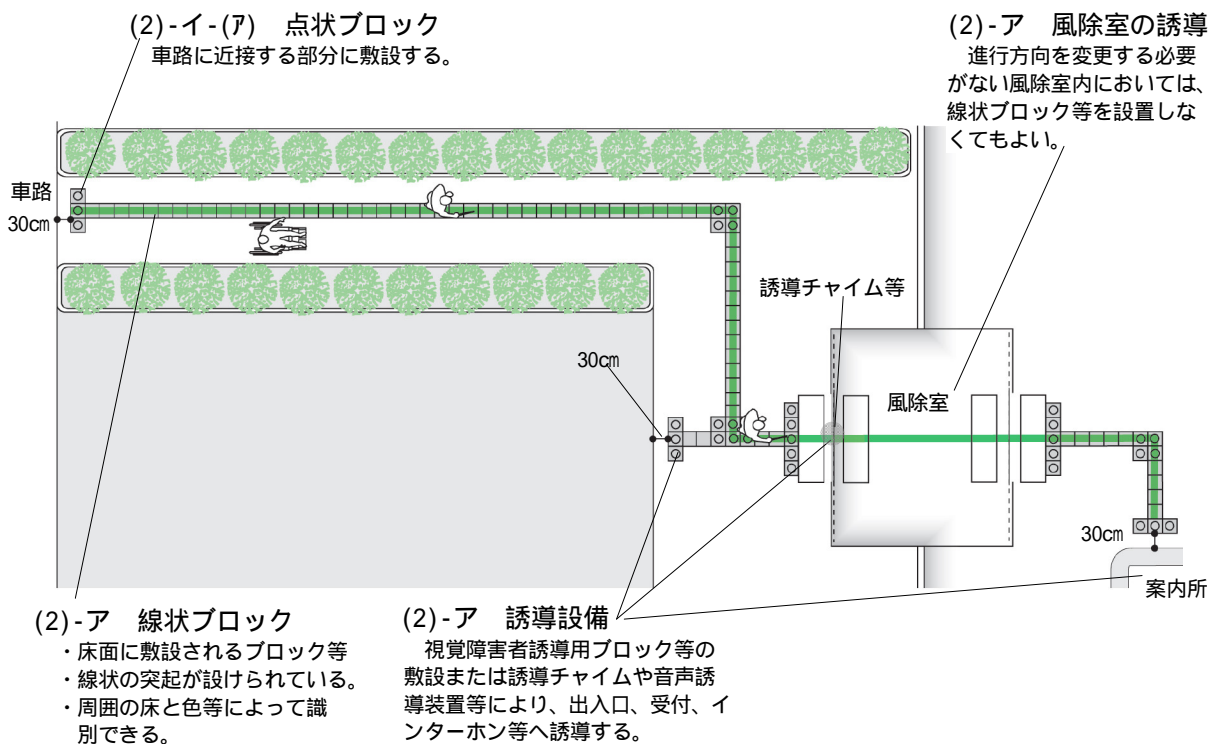 (2)-イ-(ア) 点状ブロック
車路に近接する部分に敷設する。
(2)-ア 風除室の誘導
進行方向を変更する必要
がない風除室内においては、
線状ブロック等を設置しな
くてもよい。
車路
30cm
誘導チャイム等
30cm
風除室
30cm
案内所
(2)-ア 線状ブロック
・床面に敷設されるブロック等
・線状の突起が設けられている。
・周囲の床と色等によって識
別できる。
(2)-ア 誘導設備
視覚障害者誘導用ブロック等の
敷設または誘導チャイムや音声誘
導装置等により、出入口、受付、イ
ンターホン等へ誘導する。